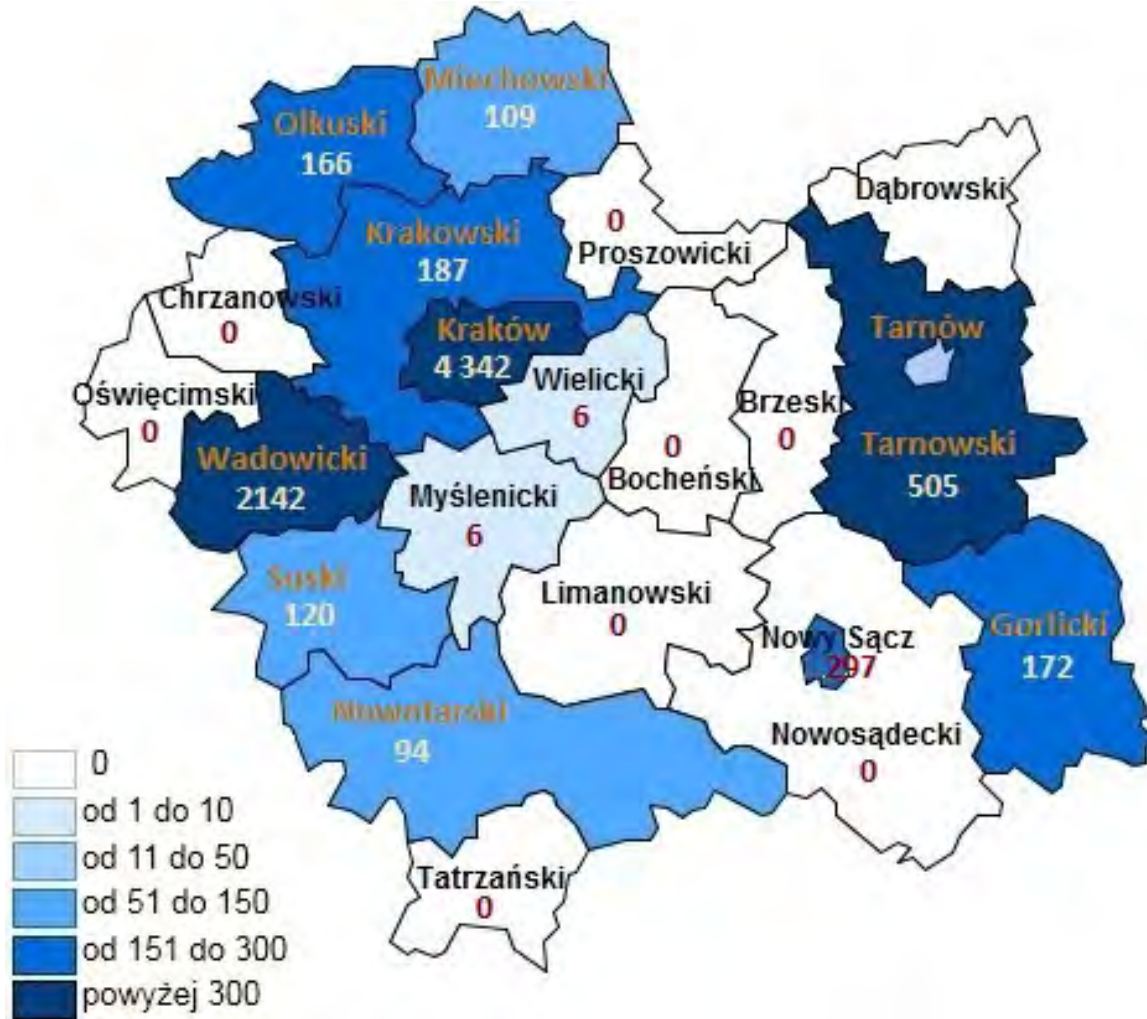 Miechowski
109
Olkuski
166
Dąbrowski
Krakowski
187
0
Proszowicki
Chrzanowski
0
Kraków
4 342
Tarnów
Wielicki
6
Oświęcimski
0
Brzeski
0
Wadowicki
2142
0
Bocheński
Tarnowski
505
Myślenicki
6
Suski
120
Limanowski
0
Nowy Sącz
297
Gorlicki
172
Nowotarski
94
Nowosądecki
0
Tatrzański
0
0
od 1 do 10
od 11 do 50
od 51 do 150
od 151 do 300
powyżej 300